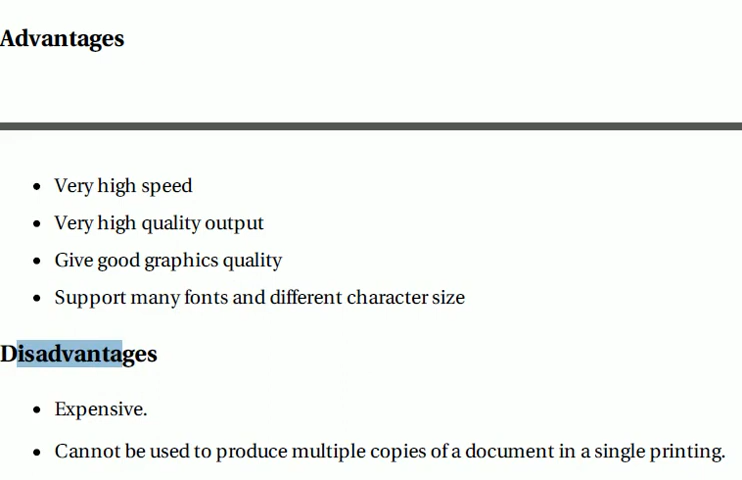 Advantages
• Very high speed
• Very high quality output
• Give good graphics quality
• Support many fonts and different character size
Disadvantages
• Expensive.
• Cannot be used to produce multiple copies of a document in a single printing.